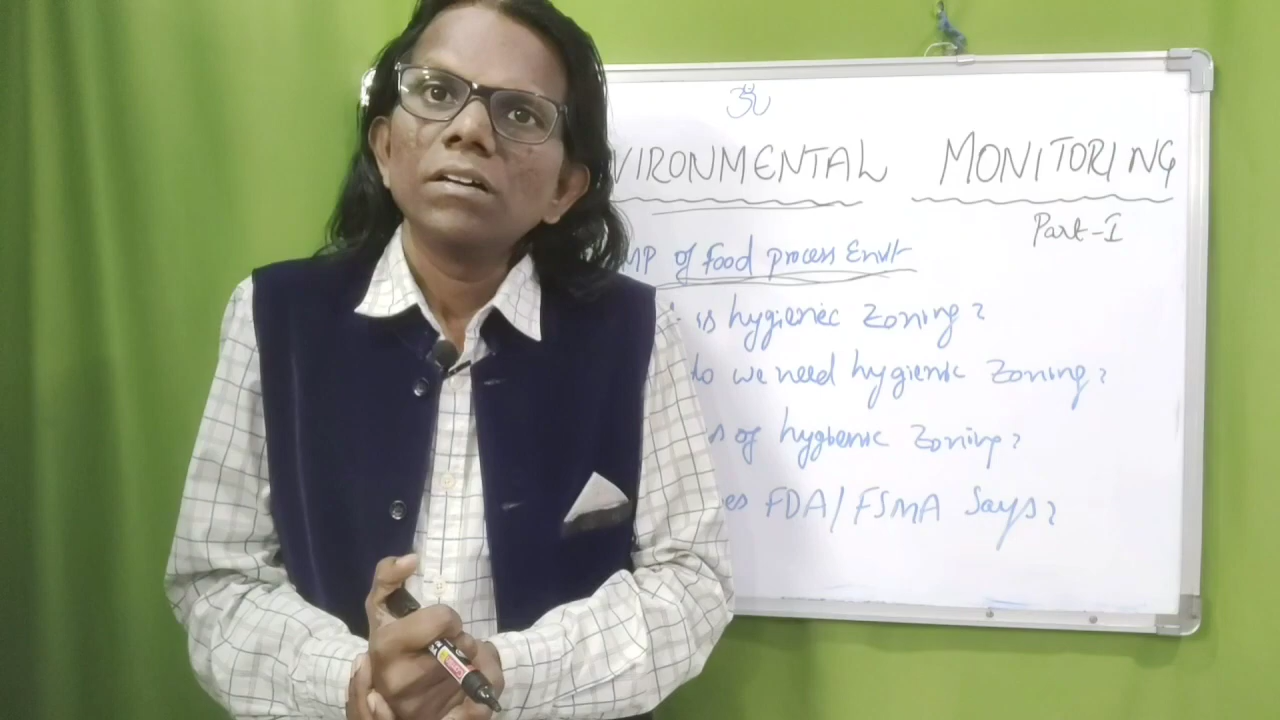 ॐ
VIRONMENTAL MONITORING
Part-I
MP of food process Envt
is hygienic zoning?
do we need hygienic zoning?
of hygienic zoning?
es FDA/FSMA Says?